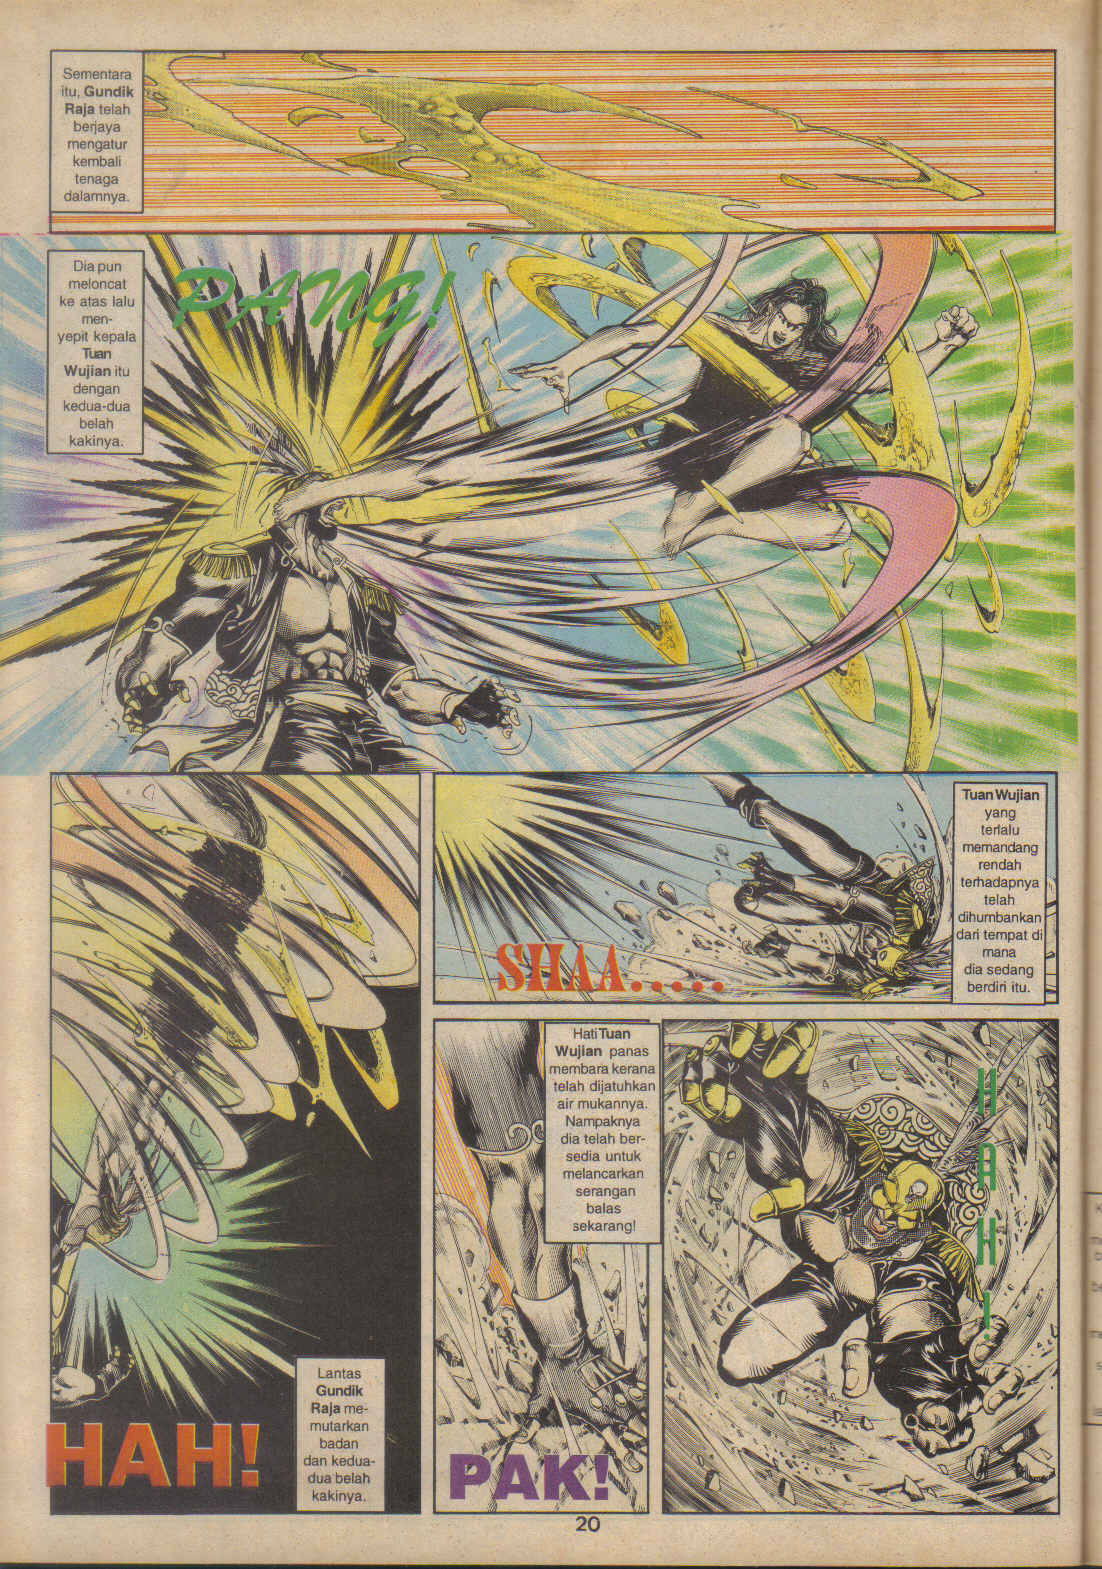 Sementara
itu, Gundik
Raja telah
berjaya
mengatur
kembali
tenaga
dalamnya.
Dia pun
meloncat
ke atas lalu
men-
yepit kepala
Tuan
Wujian itu
dengan
kedua-dua
belah
kakinya.
PANG!
HAH!
Lantas
Gundik
Raja me-
mutarkan
badan
dan kedua-
dua belah
kakinya.
SHAA.....
Tuan Wujian
yang
terlalu
memandang
rendah
terhadapnya
telah
dihumbankan
dari tempat di
mana
dia sedang
berdiri itu.
Hati Tuan
Wujian panas
membara kerana
telah dijatuhkan
air mukannya.
Nampaknya
dia telah ber-
sedia untuk
melancarkan
serangan
balas
sekarang!
PAK!
HAH!
20